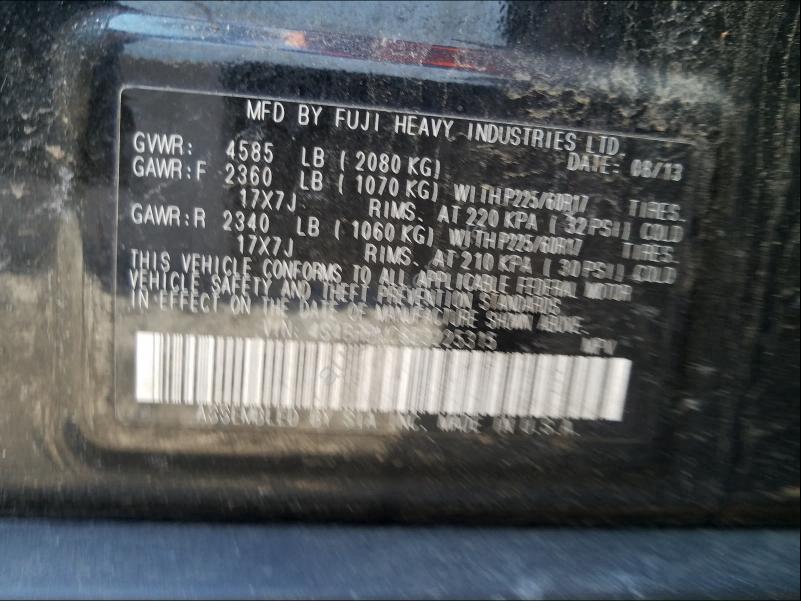 MFD BY FUJI HEAVY INDUSTRIES LTD.
GVWR: 4585 LB ( 2080 KG) DATE: 08/13
GAWR:F 2360 LB ( 1070 KG) WITH P225/60R17 TIRES.
17X7J. RIMS. AT 220 KPA ( 32PSI) COLD
GAWR:R 2340 LB ( 1060 KG) WITH P225/60R17 TIRES.
17X7J RIMS. AT 210 KPA ( 30PSI) COLD
THIS VEHICLE CONFORMS TO ALL APPLICABLE FEDERAL MOTOR
VEHICLE SAFETY AND THEFT PREVENTION STANDARDS
IN EFFECT ON THE DATE OF MANUFACTURE SHOWN ABOVE.
VIN: MPV
ASSEMBLED BY SIA INC. MADE IN U.S.A.